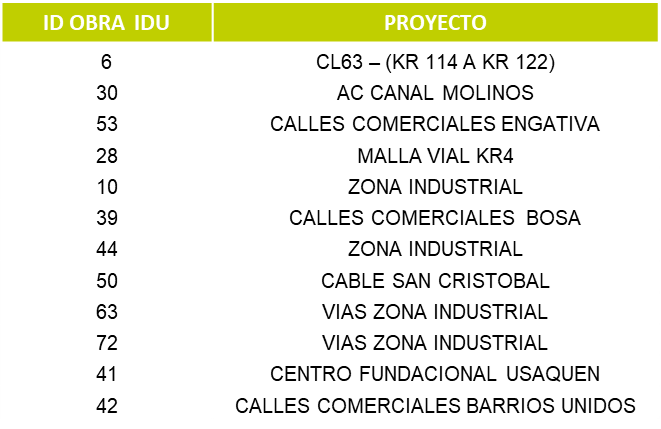 ID OBRA IDU PROYECTO
6 CL63 – (KR 114 A KR 122)
30 AC CANAL MOLINOS
53 CALLES COMERCIALES ENGATIVA
28 MALLA VIAL KR4
10 ZONA INDUSTRIAL
39 CALLES COMERCIALES BOSA
44 ZONA INDUSTRIAL
50 CABLE SAN CRISTOBAL
63 VIAS ZONA INDUSTRIAL
72 VIAS ZONA INDUSTRIAL
41 CENTRO FUNDACIONAL USAQUEN
42 CALLES COMERCIALES BARRIOS UNIDOS